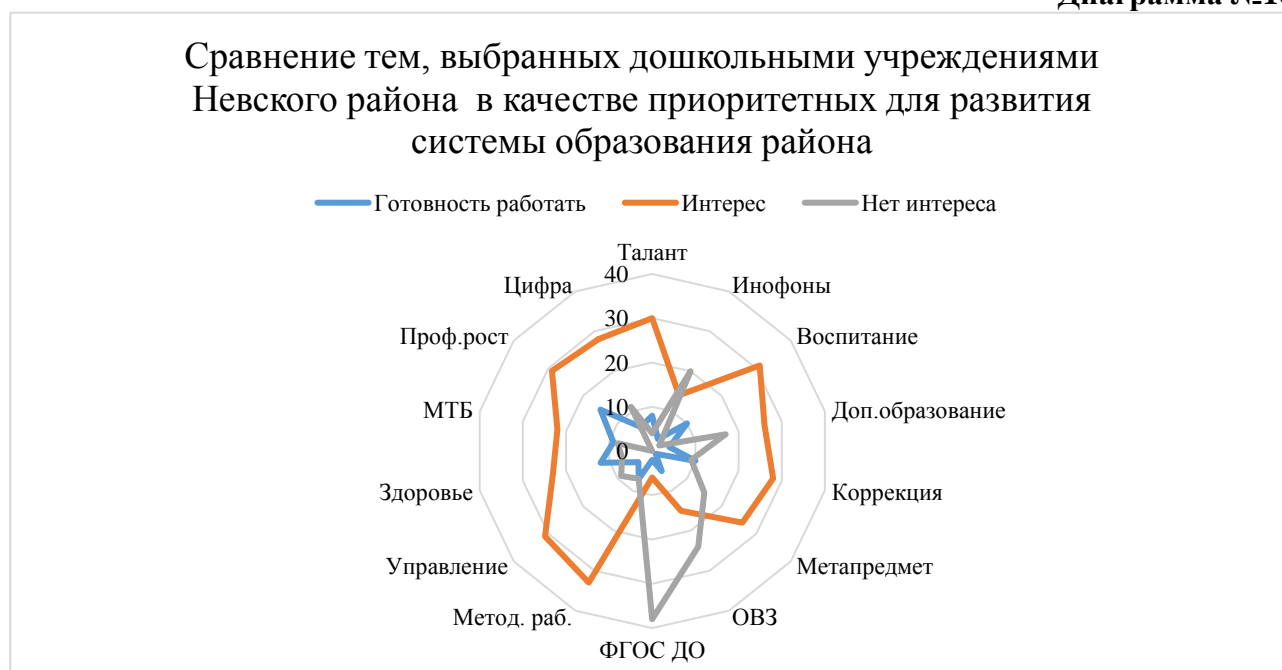 Диаграмма
Сравнение тем, выбранных дошкольными учреждениями
Невского района в качестве приоритетных для развития
системы образования района
Готовность работать Интерес Нет интереса
Талант
40
Цифра Инофоны
30
Проф.рост Воспитание
20
МТБ 10 Доп.образование
0
Здоровье Коррекция
Управление Метапредмет
Метод. раб. ОВЗ
ФГОС ДО